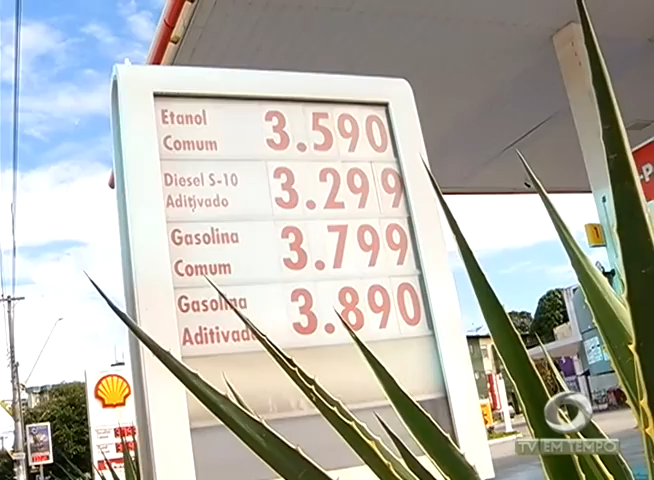 Etanol
Comum
3.590
Diesel S-10
Aditivado
3.299
Gasolina
Comum
3.799
Gasolina
Aditivada
3.890
1
TV EM TEMPO